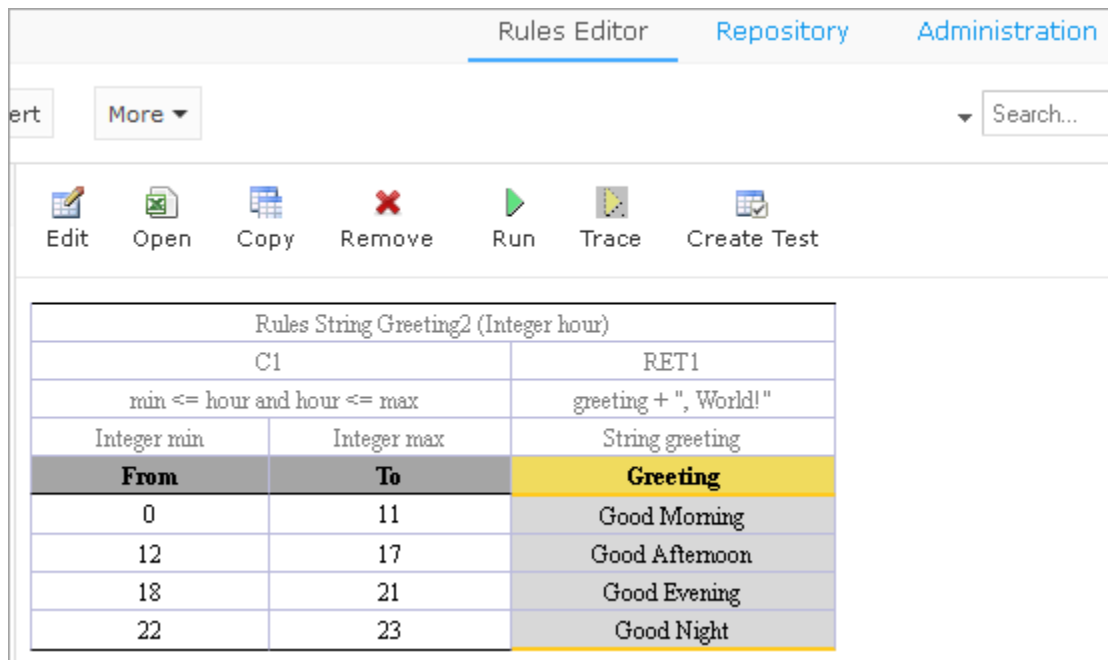 Rules Editor Repository Administration
ert More Search...
Edit Open Copy Remove Run Trace Create Test
Rules String Greeting2 (Integer hour)
C1 RET1
min <= hour and hour <= max greeting + ", World!"
Integer min Integer max String greeting
From To Greeting
0 11 Good Morning
12 17 Good Afternoon
18 21 Good Evening
22 23 Good Night